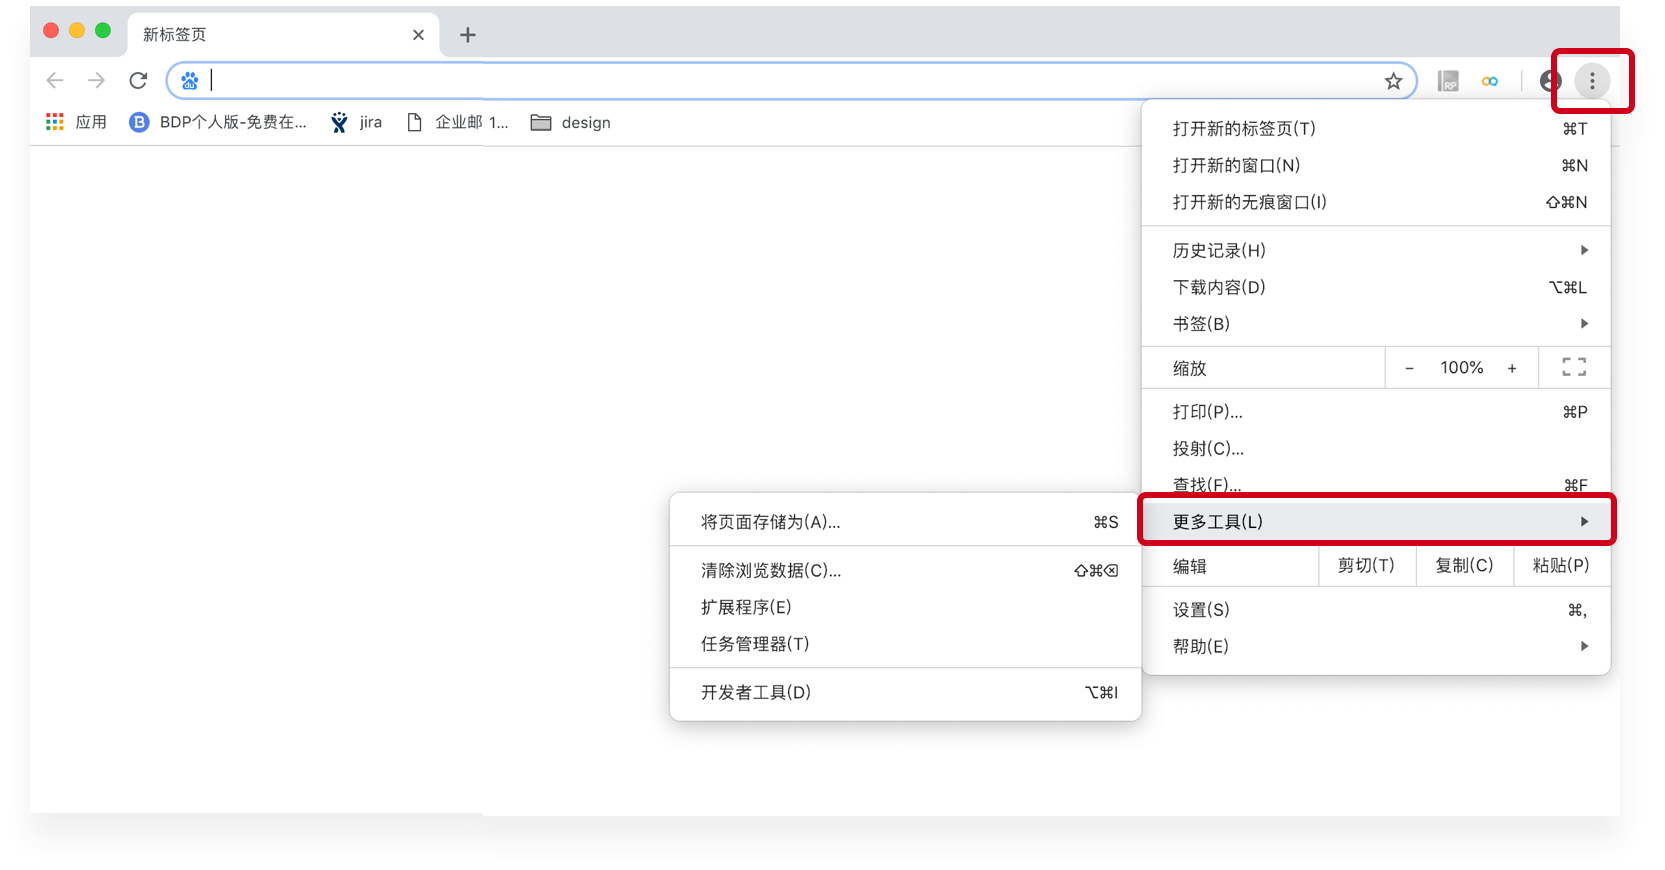 新标签页
du
RP
应用
B
BDP个人版-免费在...
jira
企业邮 1...
design
打开新的标签页(T) ⌘T
打开新的窗口(N) ⌘N
打开新的无痕窗口(I) ⇧⌘N
历史记录(H)
下载内容(D) ⌥⌘L
书签(B)
缩放 - 100% +
打印(P)... ⌘P
投射(C)...
查找(F)... ⌘F
更多工具(L)
编辑 剪切(T) 复制(C) 粘贴(P)
设置(S) ⌘,
帮助(E)
将页面存储为(A)... ⌘S
清除浏览数据(C)... ⇧⌘⌫
扩展程序(E)
任务管理器(T)
开发者工具(D) ⌥⌘I